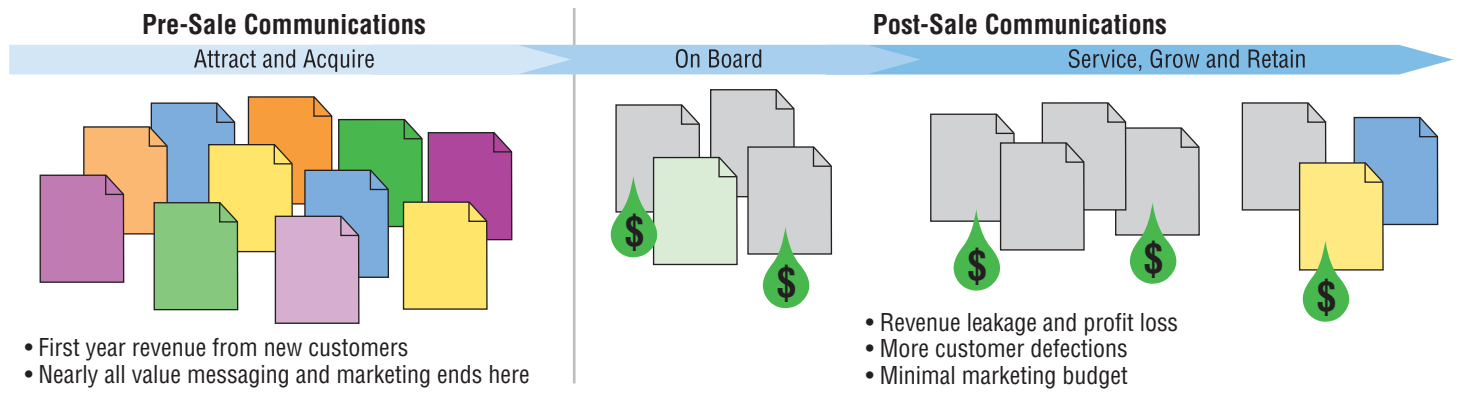 Pre-Sale Communications
Post-Sale Communications
Attract and Acquire
On Board
Service, Grow and Retain
$
$
$
$
$
• First year revenue from new customers
• Nearly all value messaging and marketing ends here
• Revenue leakage and profit loss
• More customer defections
• Minimal marketing budget